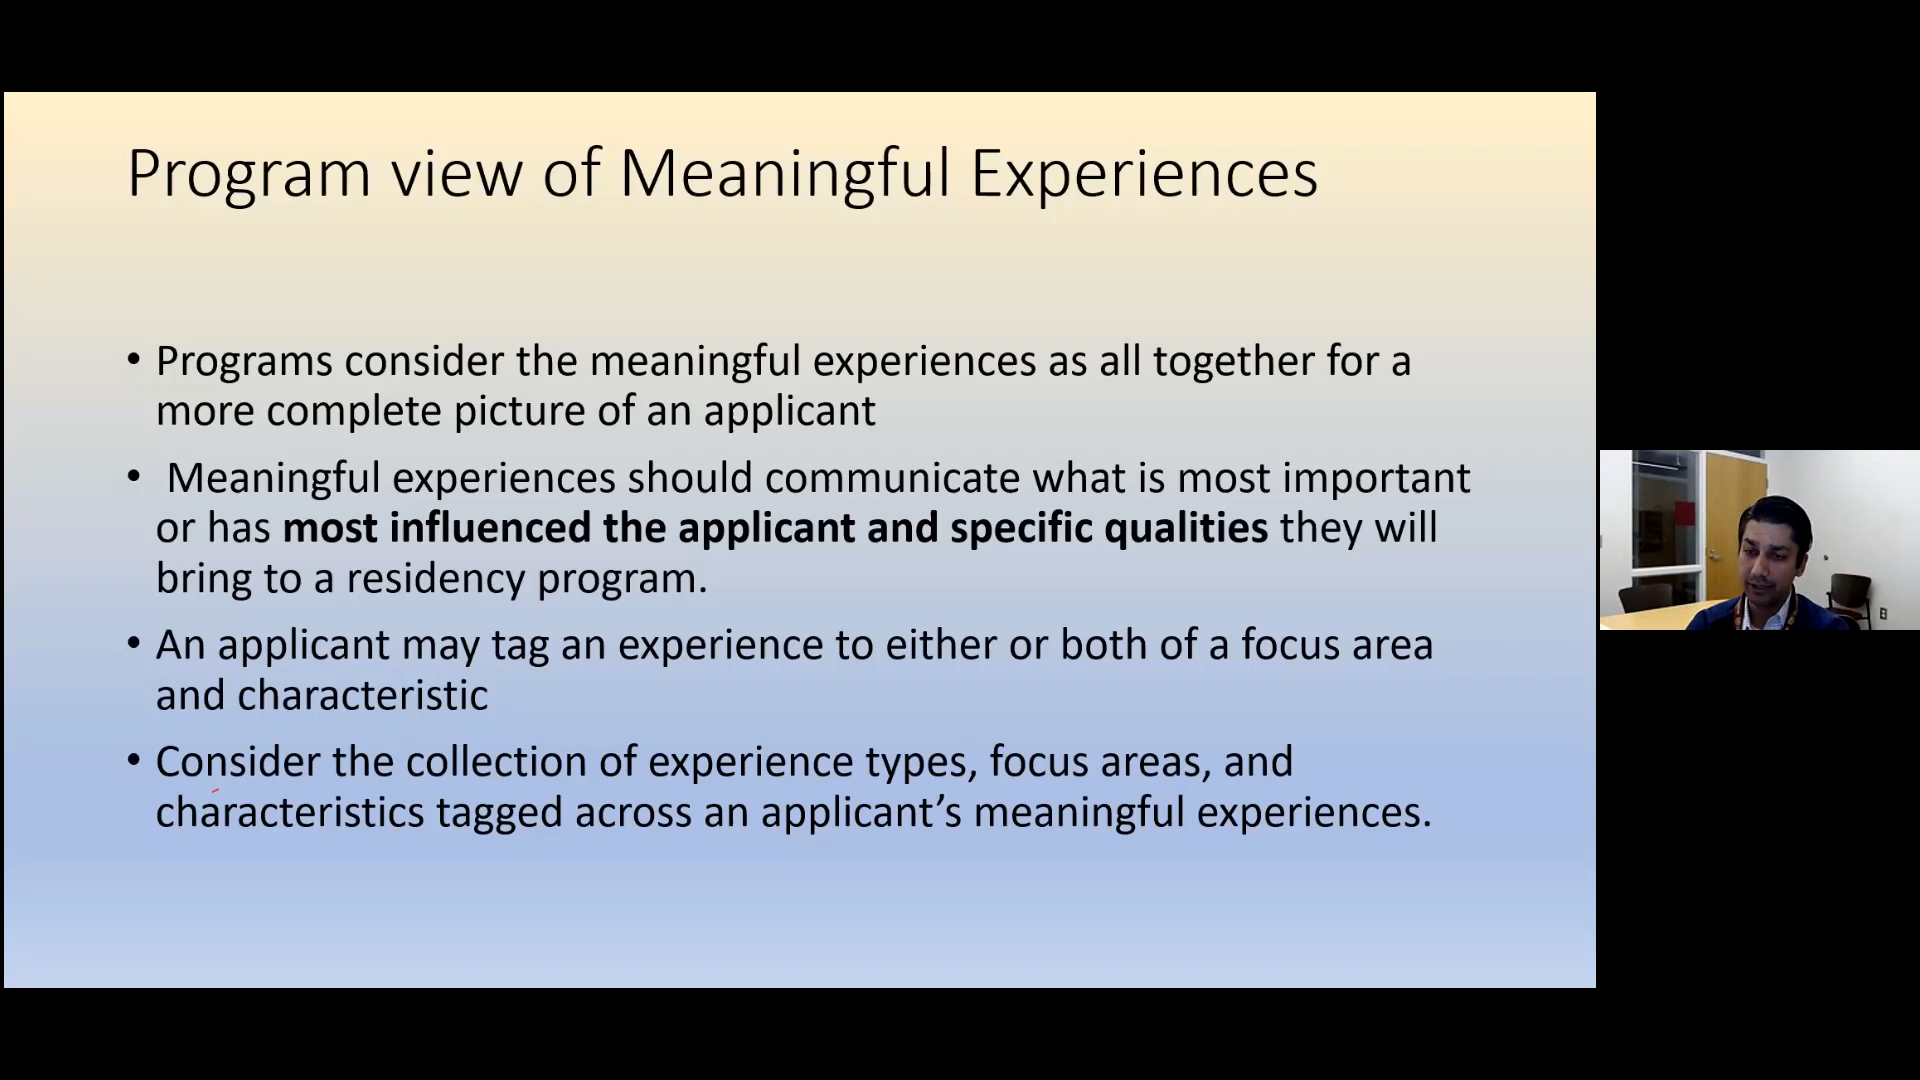 Program view of Meaningful Experiences
• Programs consider the meaningful experiences as all together for a
more complete picture of an applicant
• Meaningful experiences should communicate what is most important
or has most influenced the applicant and specific qualities they will
bring to a residency program.
• An applicant may tag an experience to either or both of a focus area
and characteristic
• Consider the collection of experience types, focus areas, and
characteristics tagged across an applicant’s meaningful experiences.